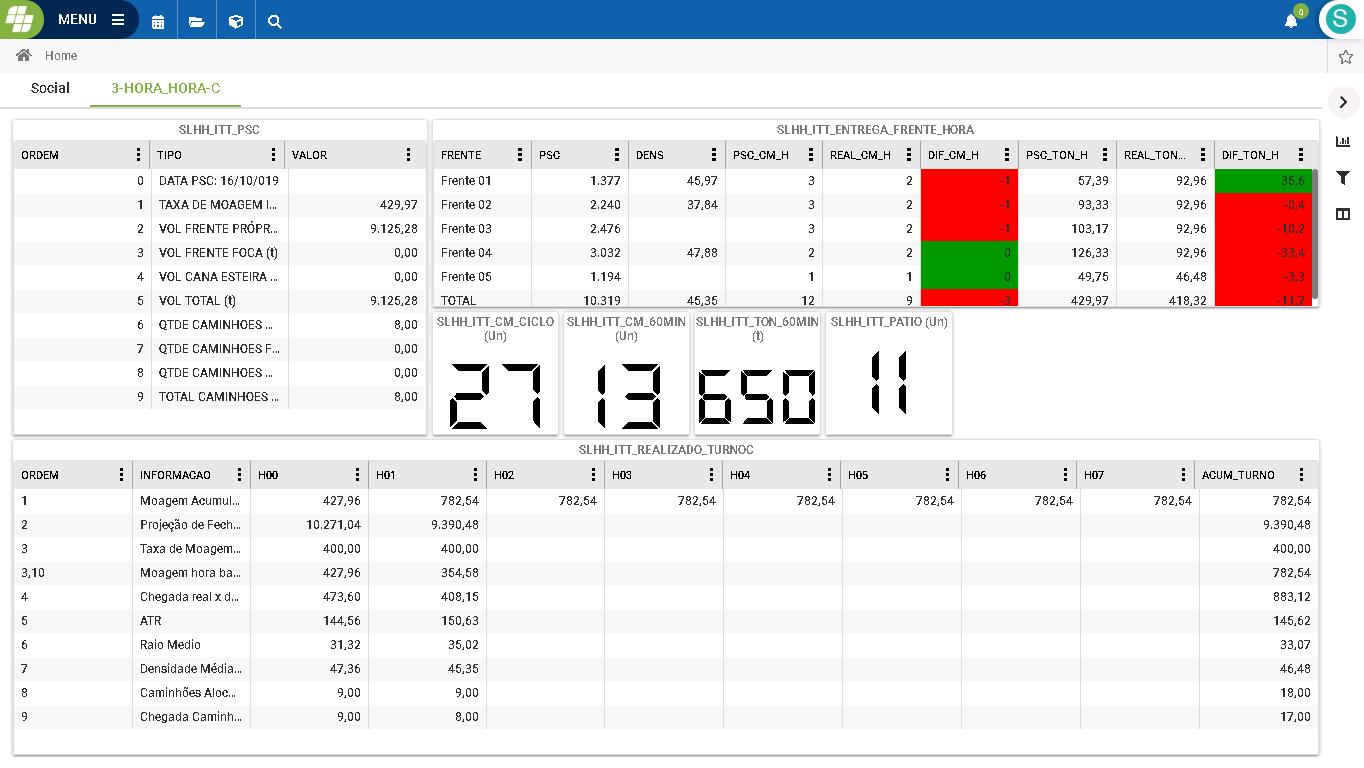 MENU
0
S
Home
Social 3-HORA_HORA-C
SLHH_ITT_PSC
ORDEM TIPO VALOR
0 DATA PSC: 16/10/019
1 TAXA DE MOAGEM I... 429,97
2 VOL FRENTE PRÓPR... 9.125,28
3 VOL FRENTE FOCA (t) 0,00
4 VOL CANA ESTEIRA ... 0,00
5 VOL TOTAL (t) 9.125,28
6 QTDE CAMINHOES ... 8,00
7 QTDE CAMINHOES F... 0,00
8 QTDE CAMINHOES ... 0,00
9 TOTAL CAMINHOES ... 8,00
SLHH_ITT_ENTREGA_FRENTE_HORA
FRENTE PSC DENS PSC_CM_H REAL_CM_H DIF_CM_H PSC_TON_H REAL_TON... DIF_TON_H
Frente 01 1.377 45,97 3 2 -1 57,39 92,96 35,6
Frente 02 2.240 37,84 3 2 -1 93,33 92,96 -0,4
Frente 03 2.476 3 2 -1 103,17 92,96 -10,2
Frente 04 3.032 47,88 2 2 0 126,33 92,96 -33,4
Frente 05 1.194 1 1 0 49,75 46,48 -3,3
TOTAL 10.319 45,35 12 9 -3 429,97 418,32 -11,7
SLHH_ITT_CM_CICLO
(Un)
27
SLHH_ITT_CM_60MIN
(Un)
13
SLHH_ITT_TON_60MIN
(t)
650
SLHH_ITT_PATIO (Un)
11
SLHH_ITT_REALIZADO_TURNOC
ORDEM INFORMACAO H00 H01 H02 H03 H04 H05 H06 H07 ACUM_TURNO
1 Moagem Acumul... 427,96 782,54 782,54 782,54 782,54 782,54 782,54 782,54 782,54
2 Projeção de Fech... 10.271,04 9.390,48 9.390,48
3 Taxa de Moagem... 400,00 400,00 400,00
3,10 Moagem hora ba... 427,96 354,58 782,54
4 Chegada real x d... 473,60 408,15 883,12
5 ATR 144,56 150,63 145,62
6 Raio Medio 31,32 35,02 33,07
7 Densidade Média... 47,36 45,35 46,48
8 Caminhões Aloc... 9,00 9,00 18,00
9 Chegada Caminh... 9,00 8,00 17,00